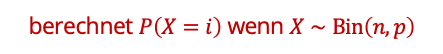 berechnet P(X = i) wenn X ~ Bin(n, p)